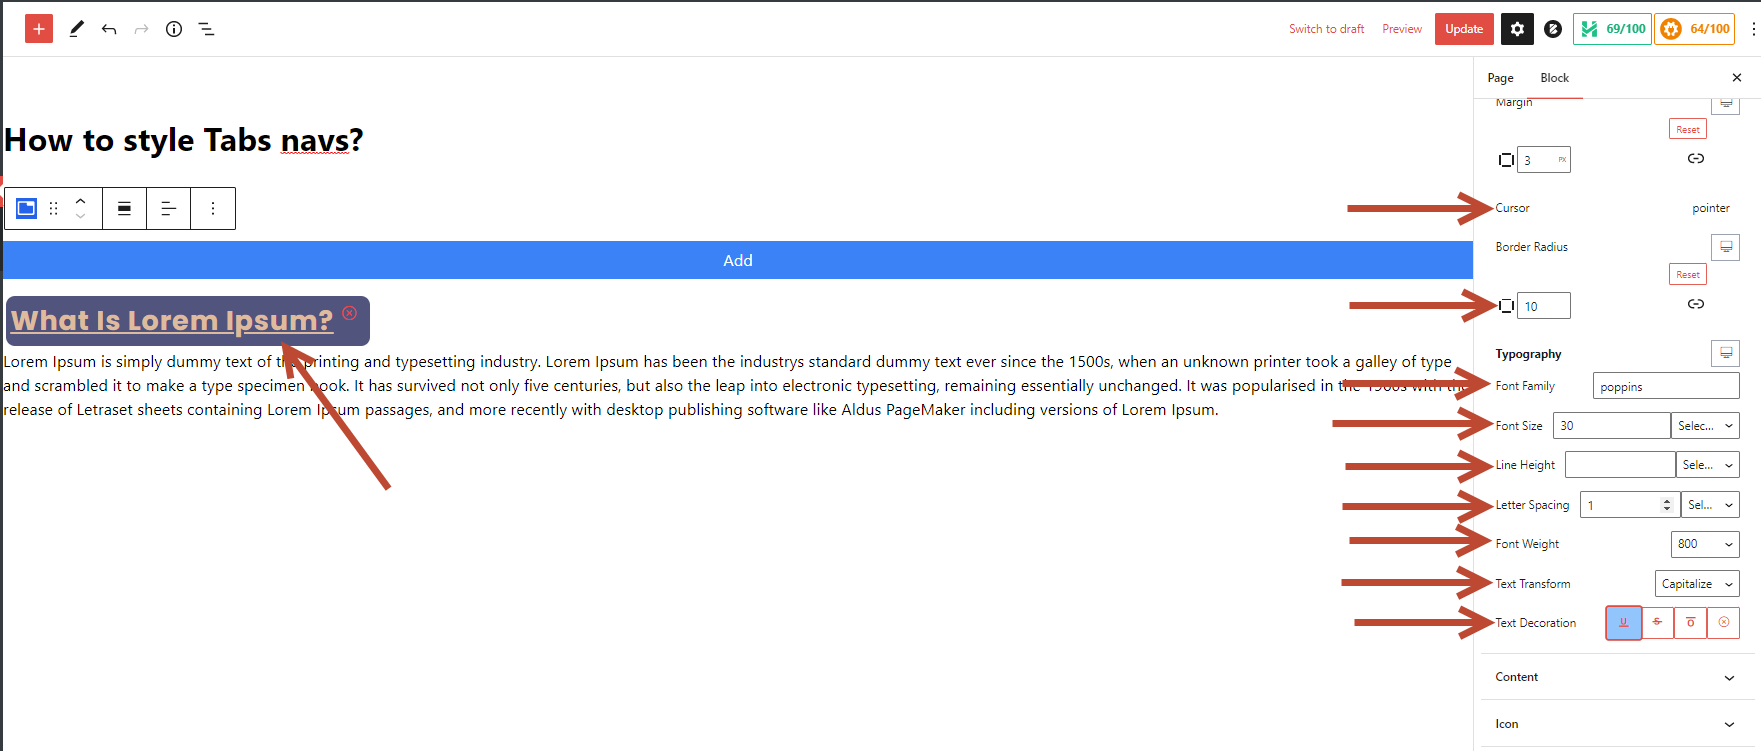 Switch to draft Preview Update 69/100 64/100
Page Block
Margin
Reset
3 PX
How to style Tabs navs?
Cursor pointer
Border Radius
Reset
10
Add
What Is Lorem Ipsum?
Lorem Ipsum is simply dummy text of the printing and typesetting industry. Lorem Ipsum has been the industrys standard dummy text ever since the 1500s, when an unknown printer took a galley of type
and scrambled it to make a type specimen book. It has survived not only five centuries, but also the leap into electronic typesetting, remaining essentially unchanged. It was popularised in the 1960s with the
release of Letraset sheets containing Lorem Ipsum passages, and more recently with desktop publishing software like Aldus PageMaker including versions of Lorem Ipsum.
Typography
Font Family poppins
Font Size 30 Selec...
Line Height Sele...
Letter Spacing 1 Sel...
Font Weight 800
Text Transform Capitalize
Text Decoration U S O
Content
Icon